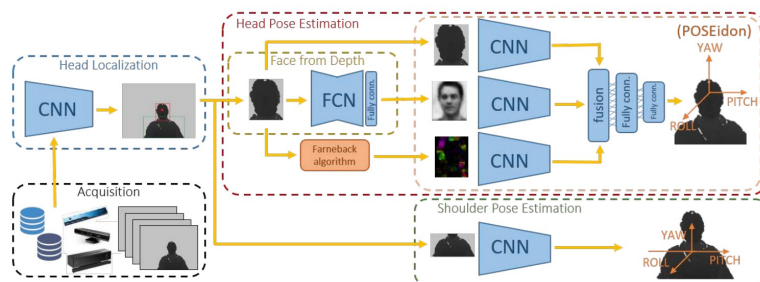 Head Pose Estimation
(POSEidon)
YAW
PITCH
ROLL
Head Localization
CNN
Face from Depth
FCN
Fully conn.
CNN
CNN
CNN
fusion
Fully conn.
Fully conn.
Farneback
algorithm
Acquisition
Shoulder Pose Estimation
CNN
YAW
ROLL
PITCH